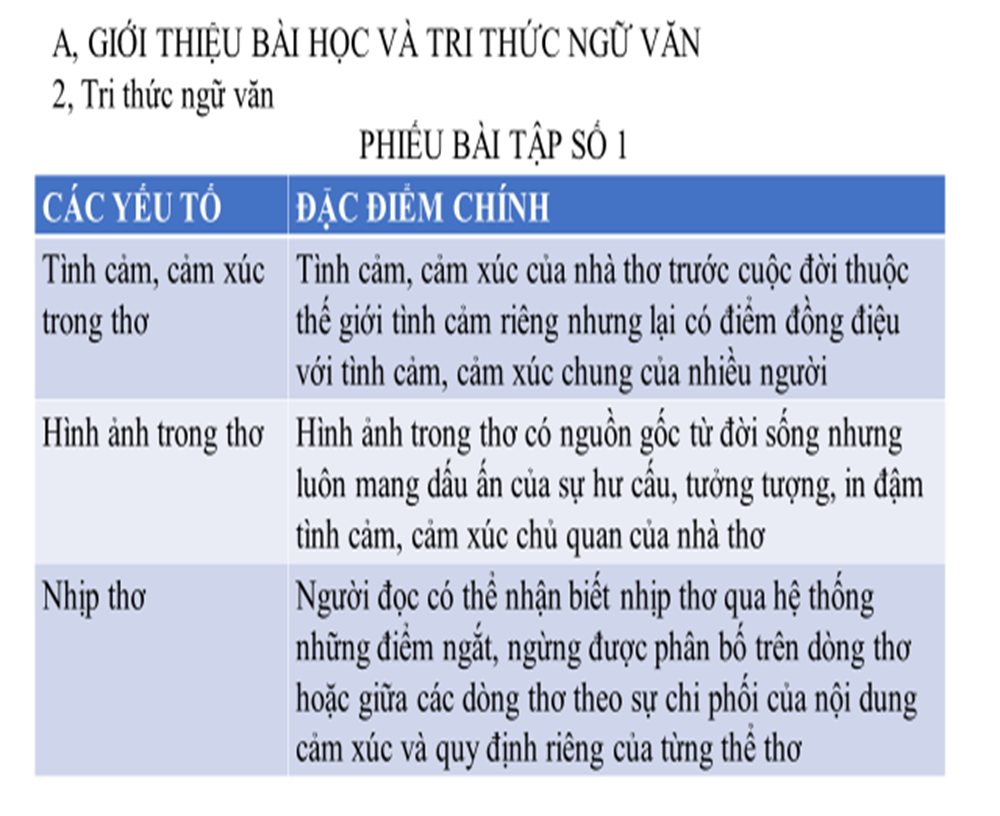 A, GIỚI THIỆU BÀI HỌC VÀ TRI THỨC NGỮ VĂN
2, Tri thức ngữ văn
PHIẾU BÀI TẬP SỐ 1
CÁC YẾU TỐ
ĐẶC ĐIỂM CHÍNH
Tình cảm, cảm xúc
trong thơ
Tình cảm, cảm xúc của nhà thơ trước cuộc đời thuộc
thế giới tình cảm riêng nhưng lại có điểm đồng điệu
với tình cảm, cảm xúc chung của nhiều người
Hình ảnh trong thơ
Hình ảnh trong thơ có nguồn gốc từ đời sống nhưng
luôn mang dấu ấn của sự hư cấu, tưởng tượng, in đậm
tình cảm, cảm xúc chủ quan của nhà thơ
Nhịp thơ
Người đọc có thể nhận biết nhịp thơ qua hệ thống
những điểm ngắt, ngừng được phân bố trên dòng thơ
hoặc giữa các dòng thơ theo sự chi phối của nội dung
cảm xúc và quy định riêng của từng thể thơ